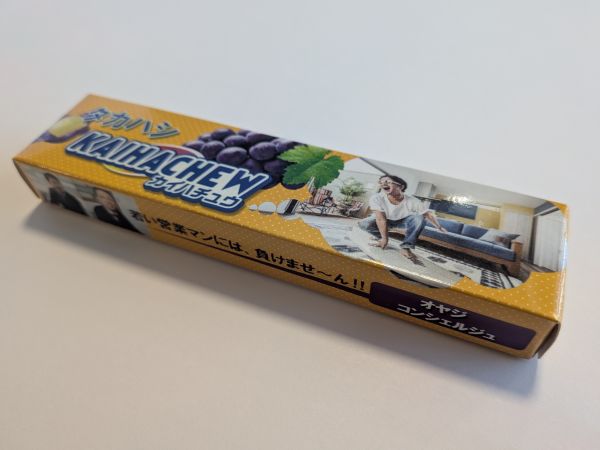 タカハシ
KAIHACHEW
カイハチュウ
若い営業マンには、負けませ〜ん!!
オヤジ
コンシェルジュ